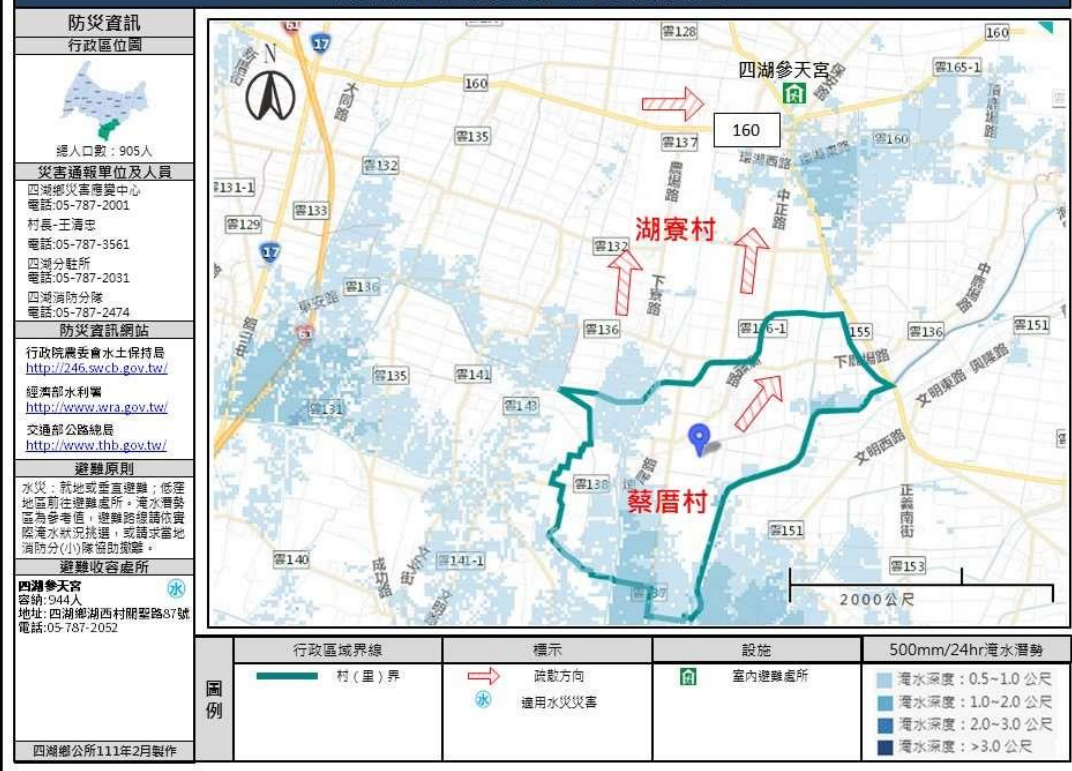 防災資訊
行政區位圖
總人口數：905人
災害通報單位及人員
四湖鄉災害應變中心
電話:05-787-2001
村長-王清忠
電話:05-787-3561
四湖分駐所
電話:05-787-2031
四湖消防分隊
電話:05-787-2474
防災資訊網站
行政院農委會水土保持局
http://246.swcb.gov.tw/
經濟部水利署
http://www.wra.gov.tw/
交通部公路總局
http://www.thb.gov.tw/
避難原則
水災：就地或垂直避難；低窪
地區前往避難處所。淹水潛勢
區為參考值，避難路線請依實
際淹水狀況挑選，或請求當地
消防分(小)隊協助撤離。
避難收容處所
四湖參天宮
水
容納:944人
地址:四湖鄉湖西村關聖路87號
電話:05-787-2052
四湖鄉公所111年2月製作
N
61
17
雲128
160
四湖參天宮
雲165-1
160
大同路
160
頂鹿場路
雲135
雲137
環湖西路
環湖東路
雲160
雲132
農場路
中正路
雲131-1
雲133
雲129
湖寮村
雲132
17
中鹿場路
雲136
東安路
下寮路
中山路
61
雲136
155
雲136
雲151
下鹿場路
興隆路
文明東路
雲135
雲141
雲131
雲143
文明西路
雲138
蔡厝村
正義南街
雲151
雲140
成功路
雲141-1
雲153
2000公尺
圖例
行政區域界線
村（里）界
標示
疏散方向
水
適用水災災害
設施
室內避難處所
500mm/24hr淹水潛勢
淹水深度：0.5~1.0 公尺
淹水深度：1.0~2.0 公尺
淹水深度：2.0~3.0 公尺
淹水深度：>3.0 公尺